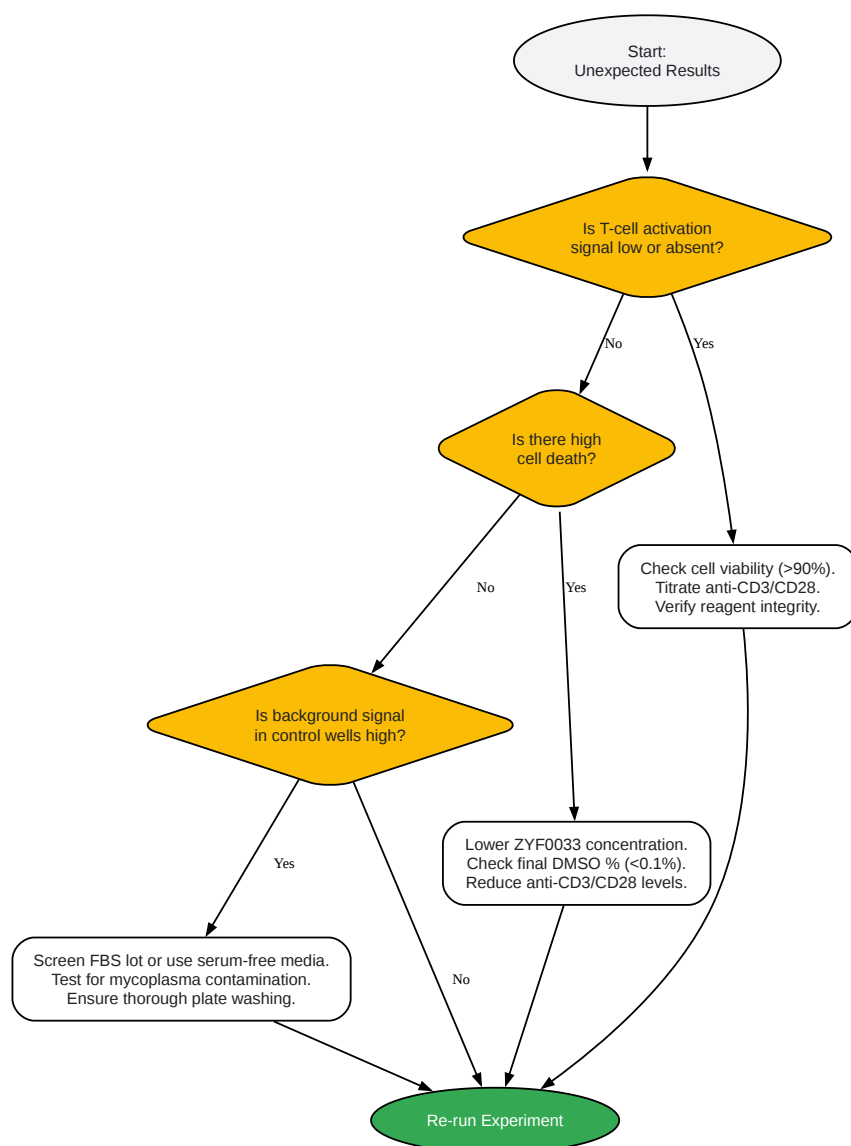 Start:
Unexpected Results
Is T-cell activation
signal low or absent?
No
Yes
Is there high
cell death?
Check cell viability (>90%).
Titrate anti-CD3/CD28.
Verify reagent integrity.
No
Yes
Is background signal
in control wells high?
Lower ZYF0033 concentration.
Check final DMSO % (<0.1%).
Reduce anti-CD3/CD28 levels.
Yes
No
Screen FBS lot or use serum-free media.
Test for mycoplasma contamination.
Ensure thorough plate washing.
Re-run Experiment